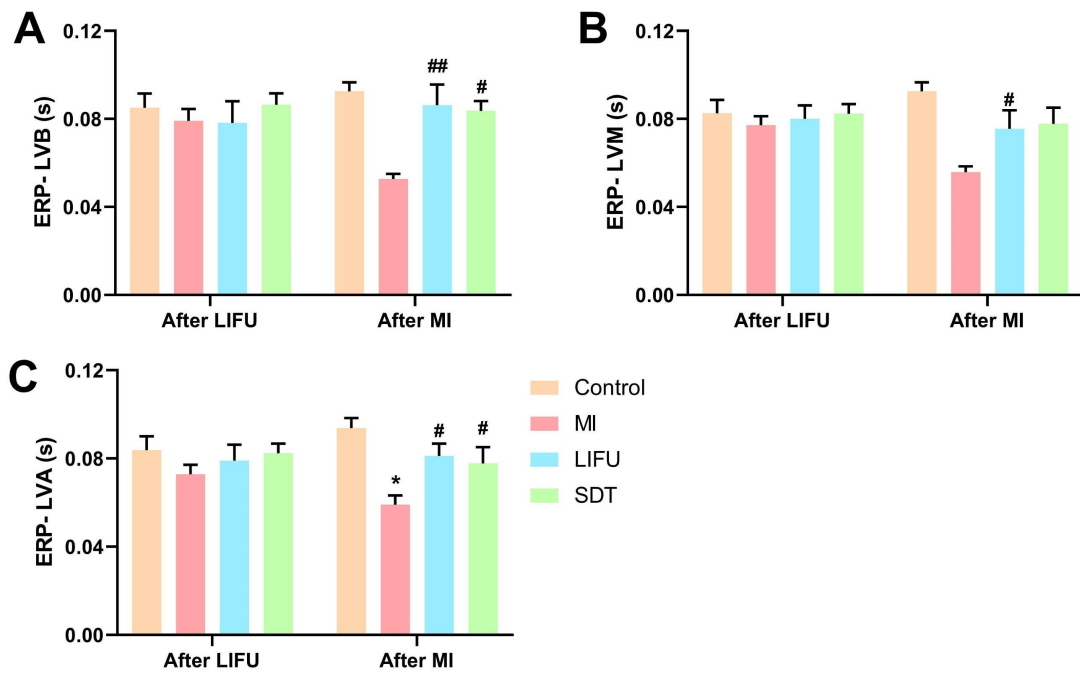 A
ERP- LVB (s)
0.12
0.08
0.04
0.00
##
#
After LIFU
After MI
B
ERP- LVM (s)
0.12
0.08
0.04
0.00
#
After LIFU
After MI
C
ERP- LVA (s)
0.12
0.08
0.04
0.00
*
#
#
After LIFU
After MI
Control
MI
LIFU
SDT